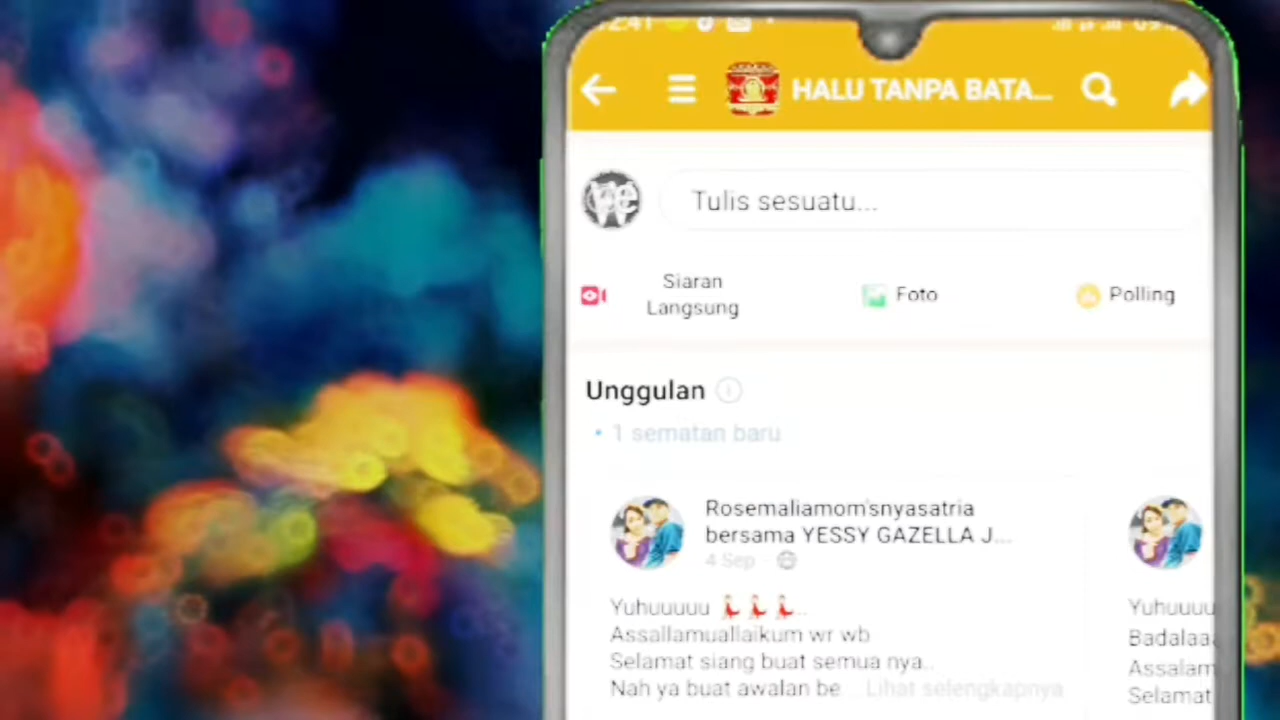 HALU TANPA BATA...
Tulis sesuatu...
Siaran
Langsung
Foto
Polling
Unggulan
• 1 sematan baru
Rosemaliamom'snyasatria
bersama YESSY GAZELLA J...
4 Sep ·
Yuhuuuuu 💃💃💃..
Assallamuallaikum wr wb
Selamat siang buat semua nya..
Nah ya buat awalan be ... Lihat selengkapnya
Yuhuuu
Badalaa
Assalam
Selamat